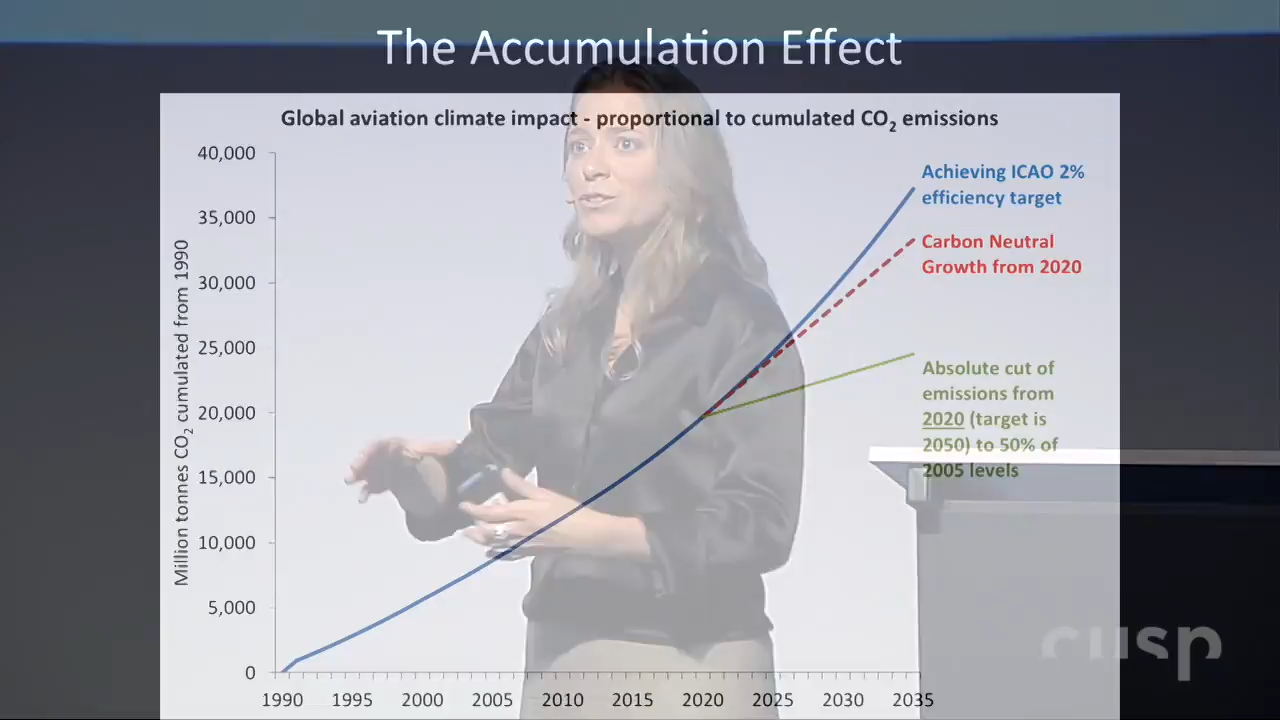 The Accumulation Effect
Global aviation climate impact - proportional to cumulated CO2 emissions
Million tonnes CO2 cumulated from 1990
40,000
35,000
30,000
25,000
20,000
15,000
10,000
5,000
0
1990 1995 2000 2005 2010 2015 2020 2025 2030 2035
Achieving ICAO 2%
efficiency target
Carbon Neutral
Growth from 2020
Absolute cut of
emissions from
2020 (target is
2050) to 50% of
2005 levels
cusp